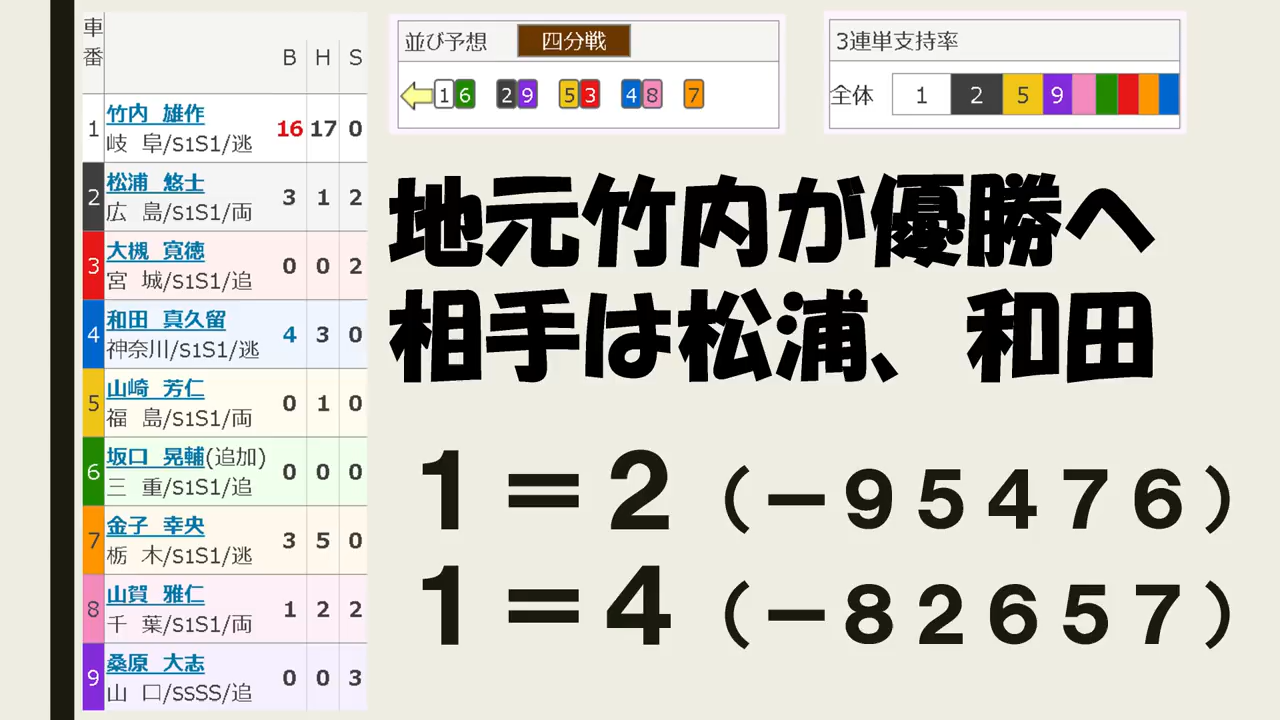 車番 B H S
1 竹内 雄作 16 17 0
岐 阜/S1S1/逃
2 松浦 悠士 3 1 2
広 島/S1S1/両
3 大槻 寛徳 0 0 2
宮 城/S1S1/追
4 和田 真久留 4 3 0
神奈川/S1S1/逃
5 山崎 芳仁 0 1 0
福 島/S1S1/両
6 坂口 晃輔(追加) 0 0 0
三 重/S1S1/追
7 金子 幸央 3 5 0
栃 木/S1S1/逃
8 山賀 雅仁 1 2 2
千 葉/S1S1/両
9 桑原 大志 0 0 3
山 口/SSSS/追
並び予想 四分戦
1 6 2 9 5 3 4 8 7
3連単支持率
全体 1 2 5 9
地元竹内が優勝へ
相手は松浦、和田
1=2(-95476)
1=4(-82657)